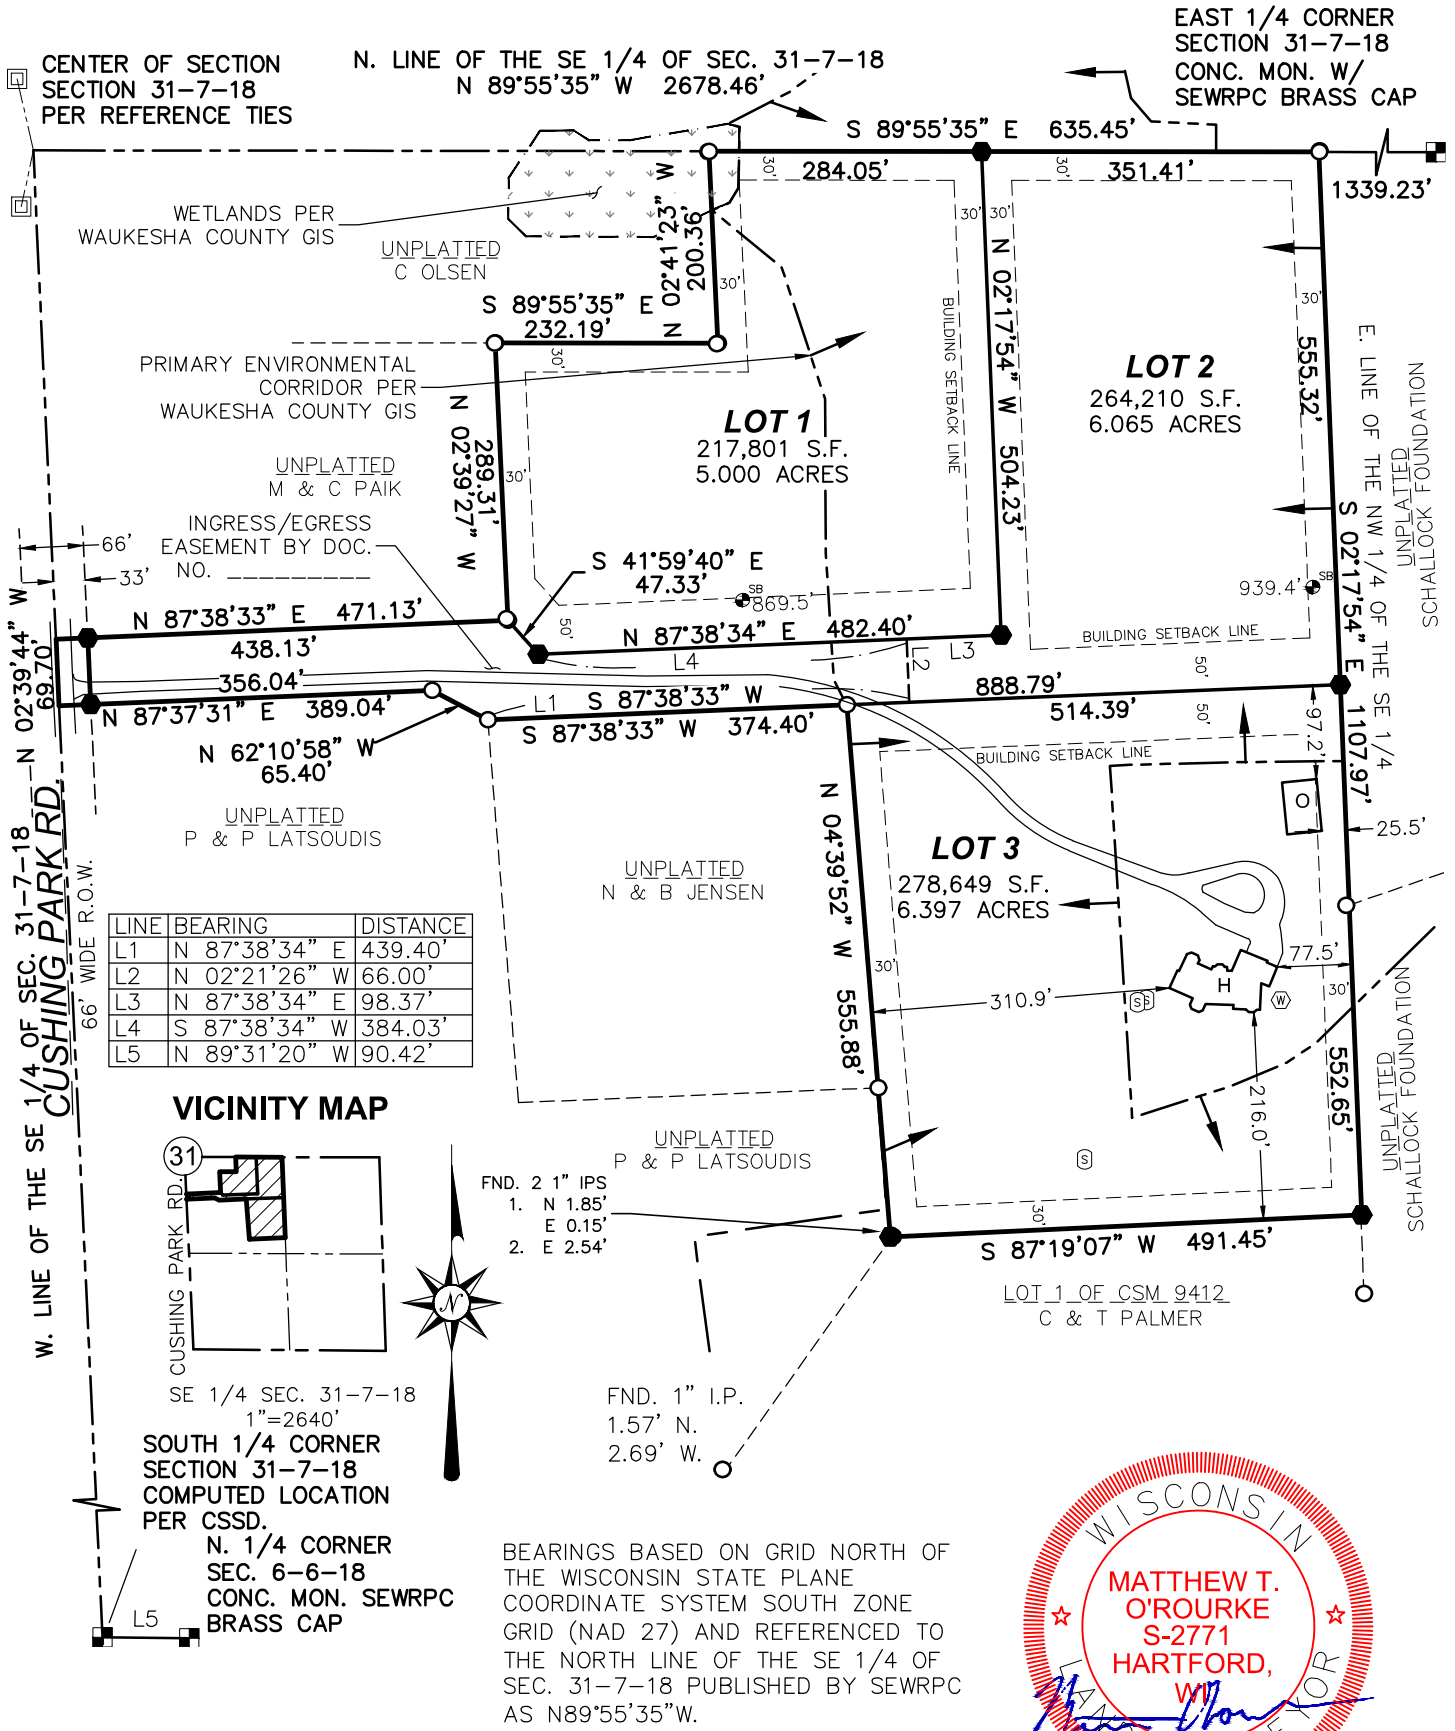 EAST 1/4 CORNER
SECTION 31-7-18
CONC. MON. W/
SEWRPC BRASS CAP
CENTER OF SECTION
SECTION 31-7-18
PER REFERENCE TIES
N. LINE OF THE SE 1/4 OF SEC. 31-7-18
N 89°55'35" W 2678.46'
S 89°55'35" E 635.45'
284.05'
351.41'
1339.23'
30'
30'
WETLANDS PER
WAUKESHA COUNTY GIS
UNPLATTED
C OLSEN
N 02°41'23" W
200.36'
30'
30'
30'
S 89°55'35" E
232.19'
30'
PRIMARY ENVIRONMENTAL
CORRIDOR PER
WAUKESHA COUNTY GIS
BUILDING SETBACK LINE
N 02°17'54" W 504.23'
LOT 1
217,801 S.F.
5.000 ACRES
LOT 2
264,210 S.F.
6.065 ACRES
30'
555.32'
E. LINE OF THE NW 1/4 OF THE SE 1/4
UNPLATTED
SCHALLOCK FOUNDATION
N 02°39'27" W
289.31'
30'
UNPLATTED
M & C PAIK
INGRESS/EGRESS
EASEMENT BY DOC.
NO. __________
66'
33'
S 41°59'40" E
47.33'
SB
869.5'
939.4'
SB
S 02°17'54" E 1107.97'
N 87°38'33" E 471.13'
438.13'
50'
N 87°38'34" E 482.40'
L4
L2
L3
BUILDING SETBACK LINE
50'
N 02°39'44" W
69.70'
356.04'
N 87°37'31" E 389.04'
L1
S 87°38'33" W
S 87°38'33" W 374.40'
888.79'
514.39'
50'
97.2'
N 62°10'58" W
65.40'
BUILDING SETBACK LINE
UNPLATTED
P & P LATSOUDIS
O
25.5'
UNPLATTED
N & B JENSEN
N 04°39'52" W 555.88'
LOT 3
278,649 S.F.
6.397 ACRES
W. LINE OF THE SE 1/4 OF SEC. 31-7-18
CUSHING PARK RD.
66' WIDE R.O.W.
LINE BEARING DISTANCE
L1 N 87°38'34" E 439.40'
L2 N 02°21'26" W 66.00'
L3 N 87°38'34" E 98.37'
L4 S 87°38'34" W 384.03'
L5 N 89°31'20" W 90.42'
30'
310.9'
S
S
H
W
77.5'
30'
552.65'
216.0'
UNPLATTED
SCHALLOCK FOUNDATION
VICINITY MAP
31
CUSHING PARK RD.
SE 1/4 SEC. 31-7-18
1"=2640'
N
UNPLATTED
P & P LATSOUDIS
FND. 2 1" IPS
1. N 1.85'
E 0.15'
2. E 2.54'
S
30'
S 87°19'07" W 491.45'
LOT 1 OF CSM 9412
C & T PALMER
FND. 1" I.P.
1.57' N.
2.69' W.
SOUTH 1/4 CORNER
SECTION 31-7-18
COMPUTED LOCATION
PER CSSD.
N. 1/4 CORNER
SEC. 6-6-18
CONC. MON. SEWRPC
BRASS CAP
L5
BEARINGS BASED ON GRID NORTH OF
THE WISCONSIN STATE PLANE
COORDINATE SYSTEM SOUTH ZONE
GRID (NAD 27) AND REFERENCED TO
THE NORTH LINE OF THE SE 1/4 OF
SEC. 31-7-18 PUBLISHED BY SEWRPC
AS N89°55'35"W.
WISCONSIN
MATTHEW T.
O'ROURKE
S-2771
HARTFORD,
WI